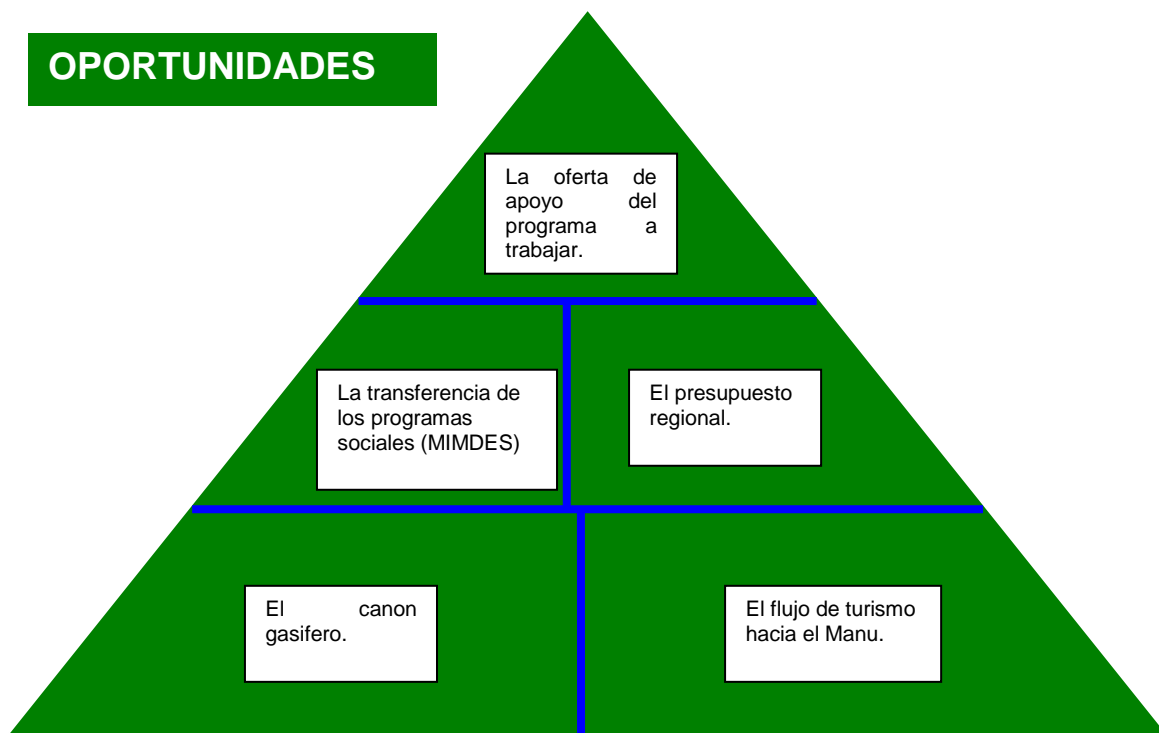 OPORTUNIDADES
La oferta de
apoyo del
programa a
trabajar.
La transferencia de
los programas
sociales (MIMDES)
El presupuesto
regional.
El canon
gasifero.
El flujo de turismo
hacia el Manu.